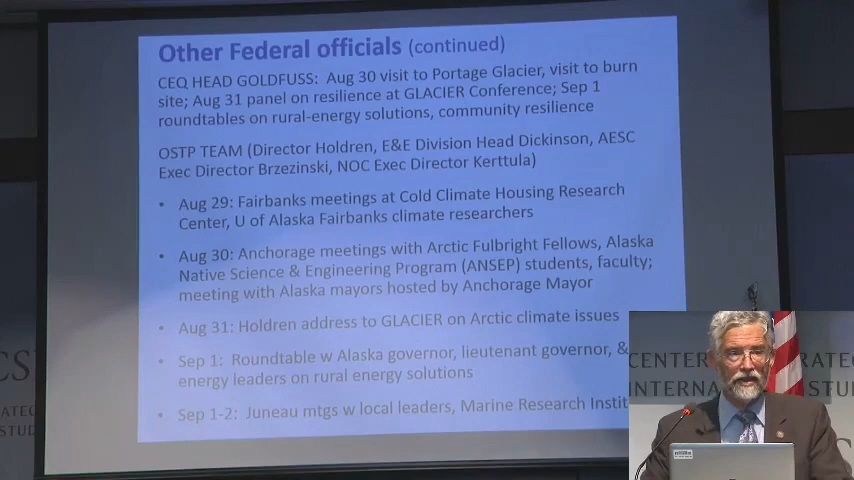 Other Federal officials (continued)
CEQ HEAD GOLDFUSS: Aug 30 visit to Portage Glacier, visit to burn
site; Aug 31 panel on resilience at GLACIER Conference; Sep 1
roundtables on rural-energy solutions, community resilience
OSTP TEAM (Director Holdren, E&E Division Head Dickinson, AESC
Exec Director Brzezinski, NOC Exec Director Kerttula)
• Aug 29: Fairbanks meetings at Cold Climate Housing Research
Center, U of Alaska Fairbanks climate researchers
• Aug 30: Anchorage meetings with Arctic Fulbright Fellows, Alaska
Native Science & Engineering Program (ANSEP) students, faculty;
meeting with Alaska mayors hosted by Anchorage Mayor
• Aug 31: Holdren address to GLACIER on Arctic climate issues
• Sep 1: Roundtable w Alaska governor, lieutenant governor, &
energy leaders on rural energy solutions
• Sep 1-2: Juneau mtgs w local leaders, Marine Research Instit
CENTER RATEG
INTERNA STUD
CS
RATEG
STUD